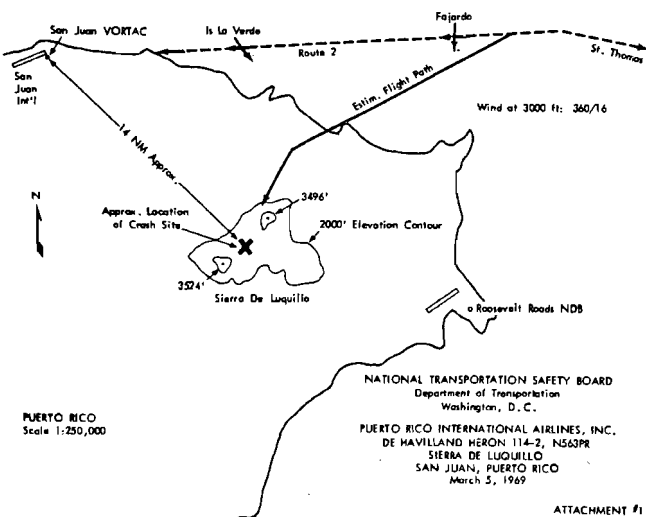 San Juan VORTAC
Is La Verde
Fajardo
Route 2
St. Thomas
San
Juan
Int'l
Estim. Flight Path
Wind at 3000 ft: 360/16
14 NM Approx.
N
3496'
Approx. Location
of Crash Site
2000' Elevation Contour
3524'
Sierra De Luquillo
Roosevelt Roads NDB
NATIONAL TRANSPORTATION SAFETY BOARD
Department of Transportation
Washington, D. C.
PUERTO RICO
Scale 1:250,000
PUERTO RICO INTERNATIONAL AIRLINES, INC.
DE HAVILLAND HERON 114-2, N563PR
SIERRA DE LUQUILLO
SAN JUAN, PUERTO RICO
March 5, 1969
ATTACHMENT #1